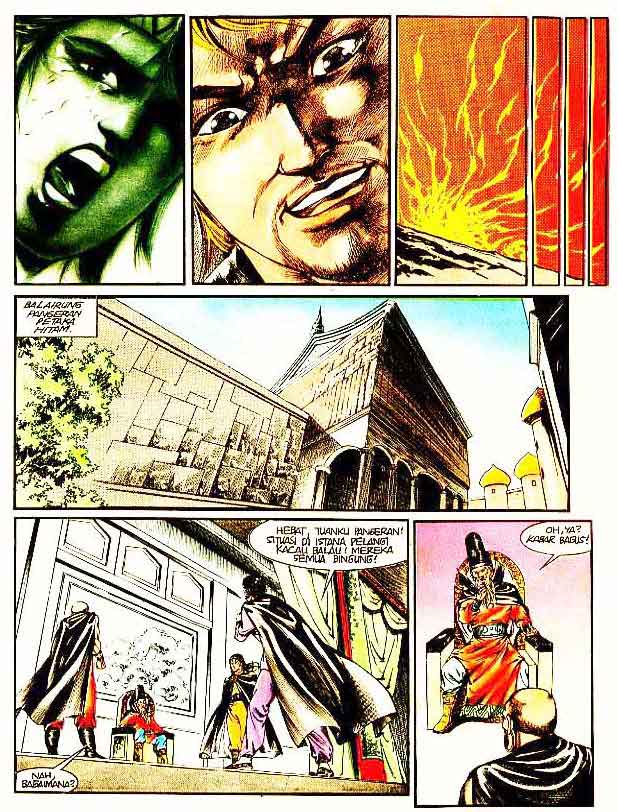 BALAIRUNG
PANGERAN
PETAKA
HITAM.
HEBAT, TUANKU PANGERAN!
SITUASI DI ISTANA PELANGI
KACAU BALAU! MEREKA
SEMUA BINGUNG!
NAH,
BAGAIMANA?
OH, YA?
KABAR BAGUS!